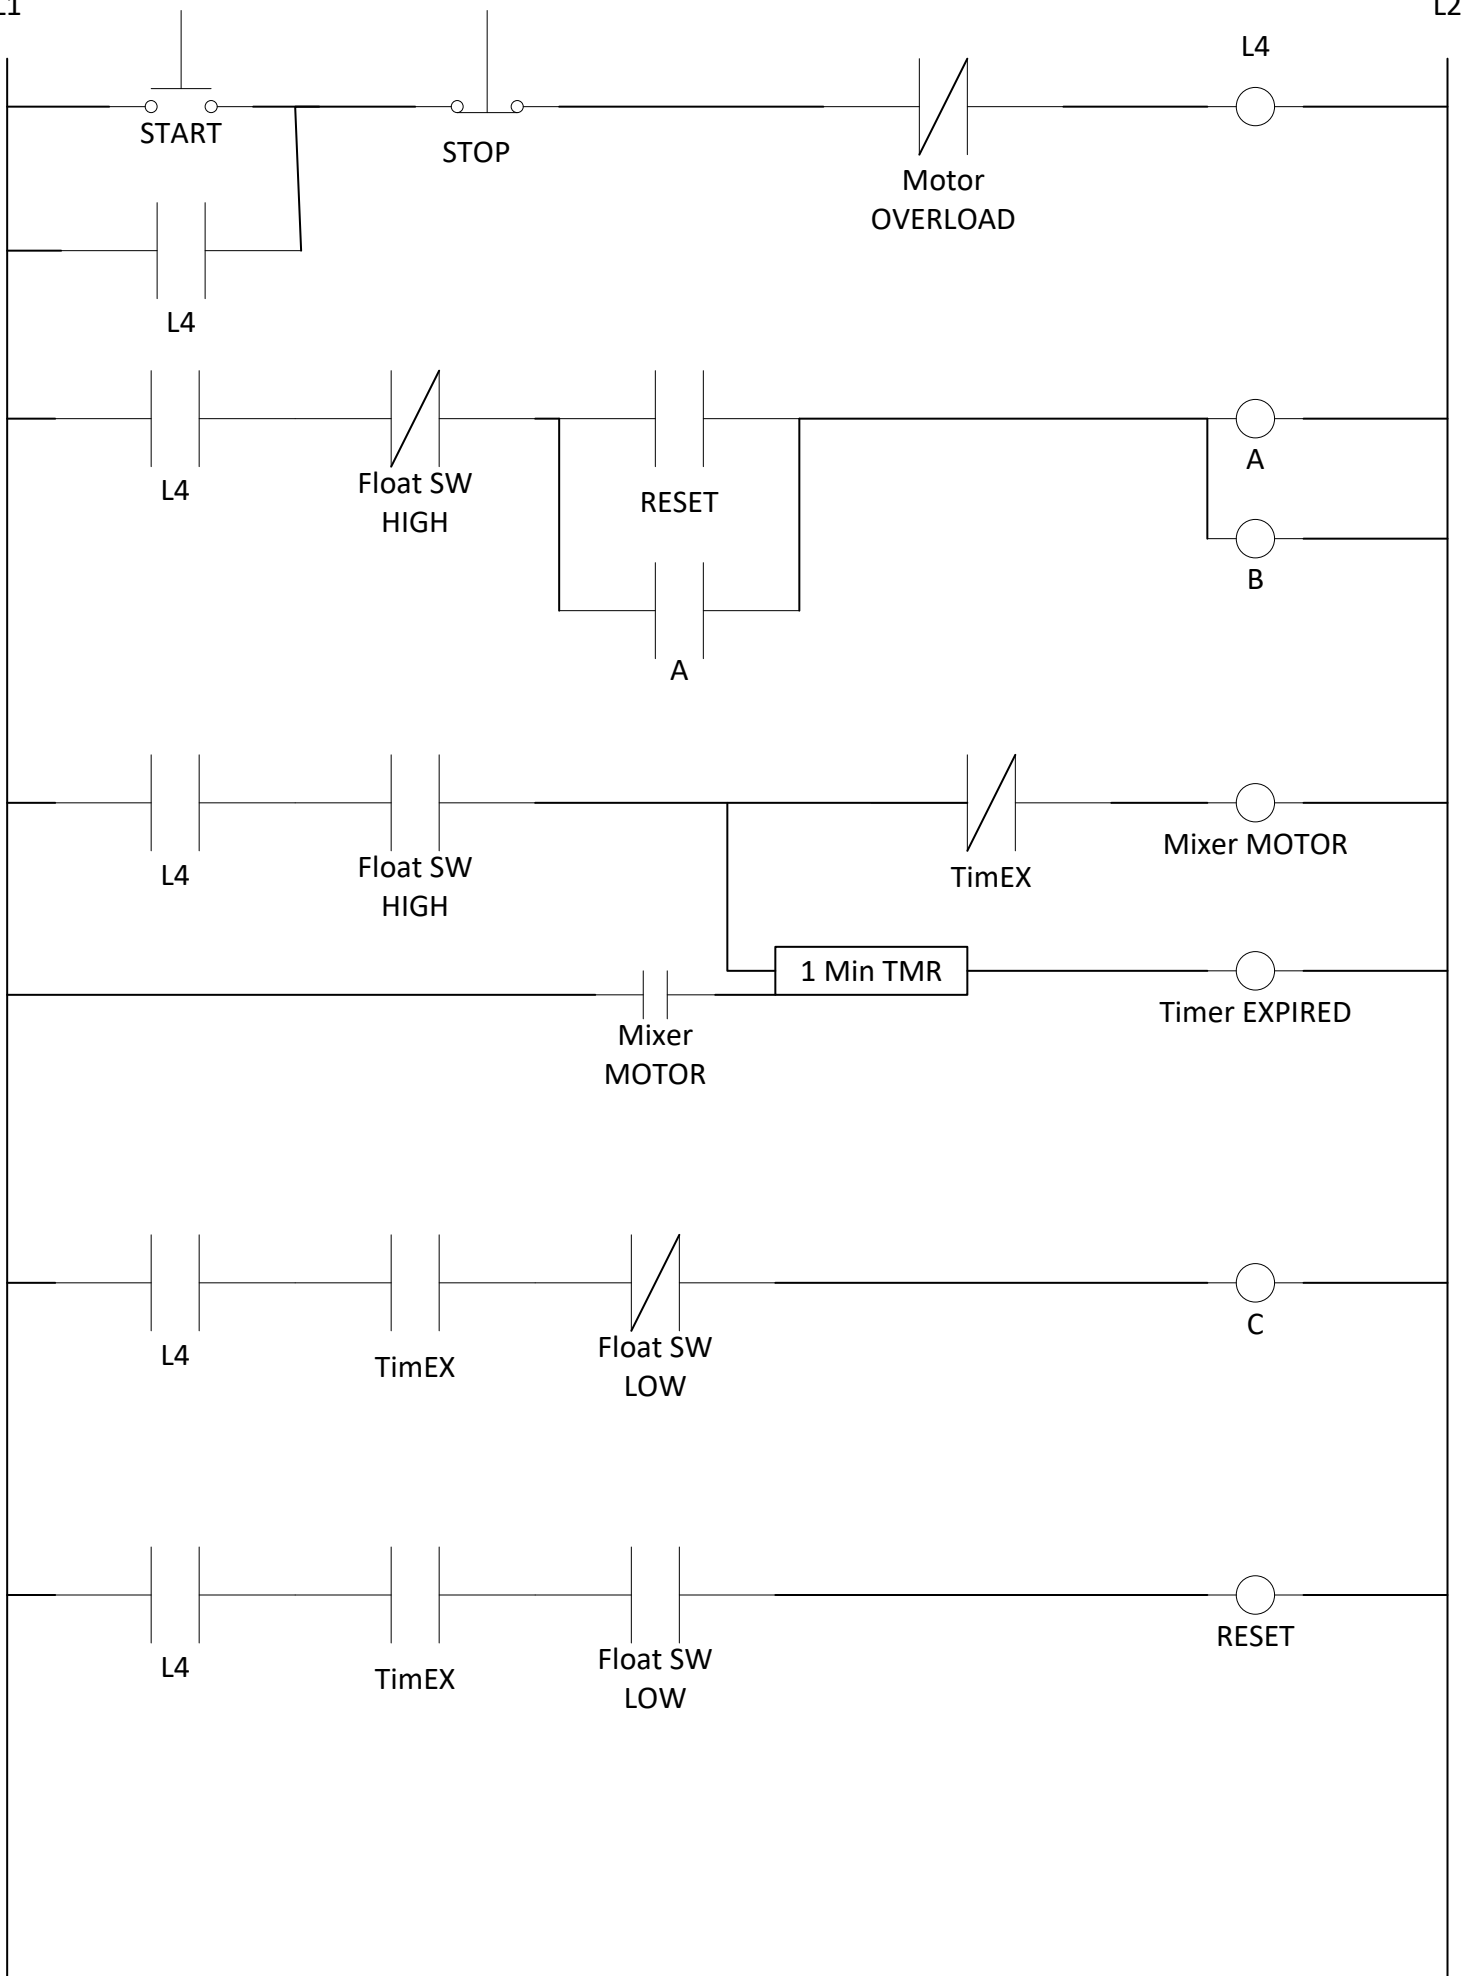 L1
L2
L4
START
STOP
Motor
OVERLOAD
L4
L4
Float SW
HIGH
RESET
A
B
A
L4
Float SW
HIGH
TimEX
Mixer MOTOR
1 Min TMR
Timer EXPIRED
Mixer
MOTOR
L4
TimEX
Float SW
LOW
C
L4
TimEX
Float SW
LOW
RESET